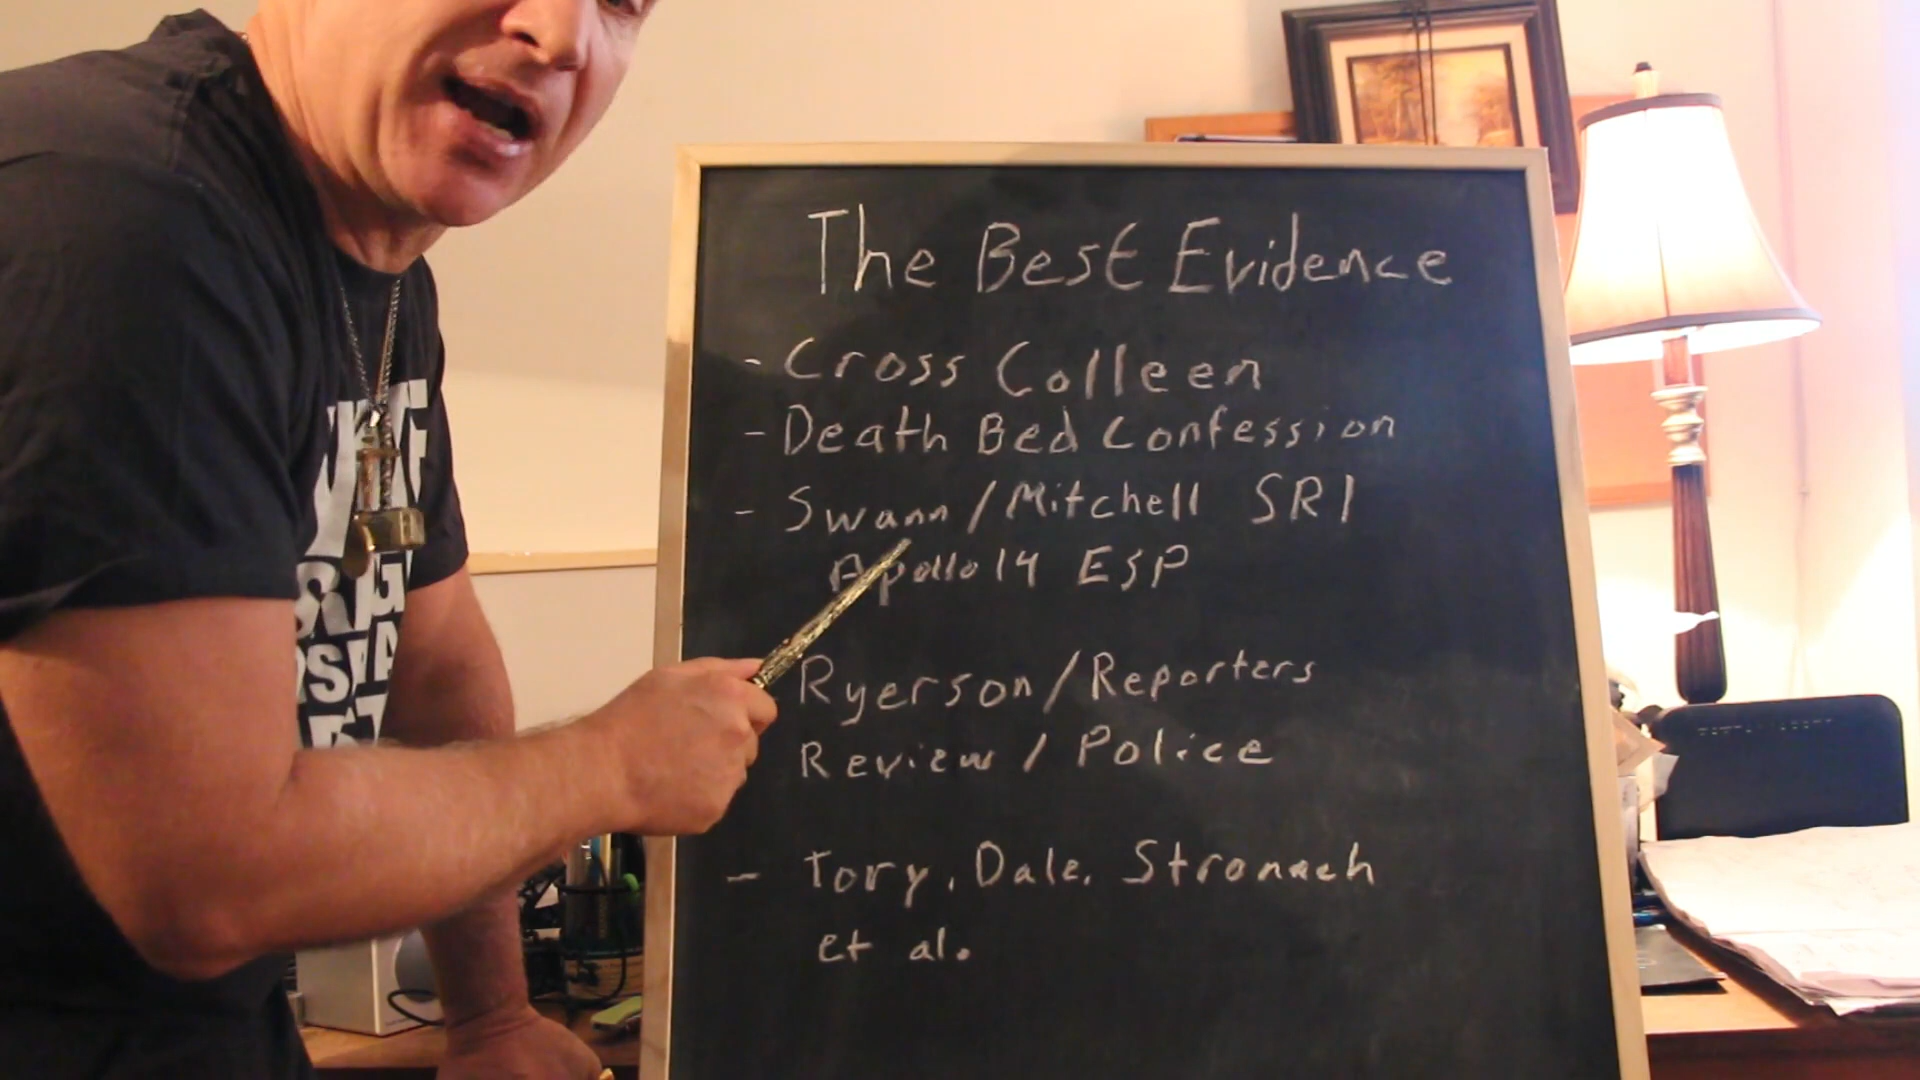 The Best Evidence
- Cross Colleen
- Death Bed Confession
- Swann / Mitchell SRI
Apollo 14 ESP
Ryerson / Reporters
Review / Police
- Tory, Dale, Stronach
et al.